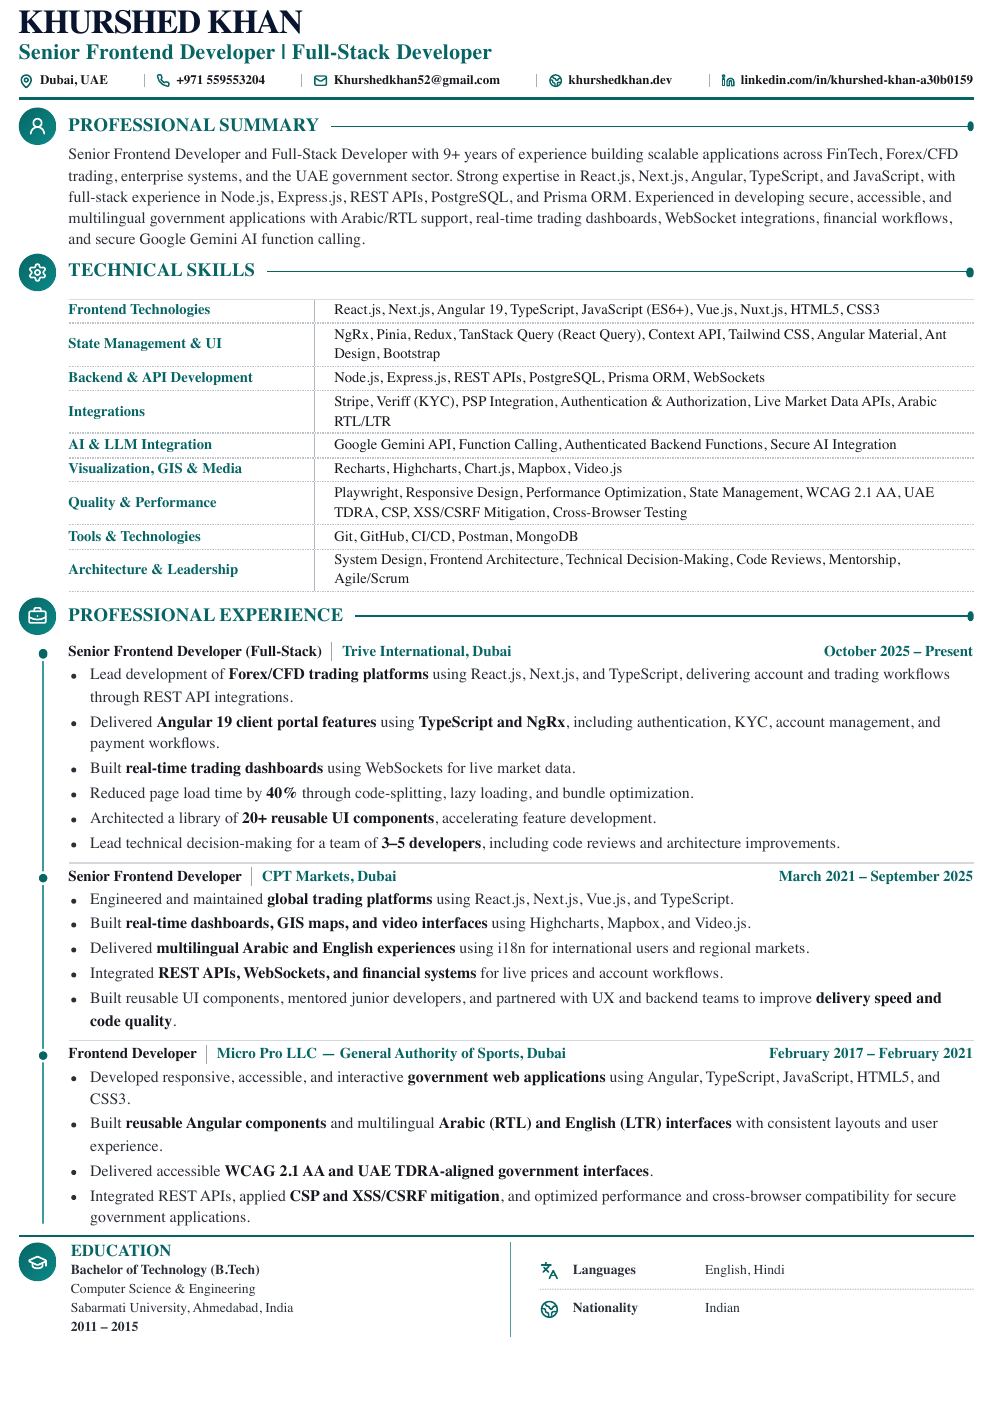 KHURSHED KHAN
Senior Frontend Developer | Full-Stack Developer
Dubai, UAE
+971 559553204
Khurshedkhan52@gmail.com
khurshedkhan.dev
linkedin.com/in/khurshed-khan-a30b0159
PROFESSIONAL SUMMARY
Senior Frontend Developer and Full-Stack Developer with 9+ years of experience building scalable applications across FinTech, Forex/CFD
trading, enterprise systems, and the UAE government sector. Strong expertise in React.js, Next.js, Angular, TypeScript, and JavaScript, with
full-stack experience in Node.js, Express.js, REST APIs, PostgreSQL, and Prisma ORM. Experienced in developing secure, accessible, and
multilingual government applications with Arabic/RTL support, real-time trading dashboards, WebSocket integrations, financial workflows,
and secure Google Gemini AI function calling.
TECHNICAL SKILLS
Frontend Technologies
React.js, Next.js, Angular 19, TypeScript, JavaScript (ES6+), Vue.js, Nuxt.js, HTML5, CSS3
State Management & UI
NgRx, Pinia, Redux, TanStack Query (React Query), Context API, Tailwind CSS, Angular Material, Ant
Design, Bootstrap
Backend & API Development
Node.js, Express.js, REST APIs, PostgreSQL, Prisma ORM, WebSockets
Integrations
Stripe, Veriff (KYC), PSP Integration, Authentication & Authorization, Live Market Data APIs, Arabic
RTL/LTR
AI & LLM Integration
Google Gemini API, Function Calling, Authenticated Backend Functions, Secure AI Integration
Visualization, GIS & Media
Recharts, Highcharts, Chart.js, Mapbox, Video.js
Quality & Performance
Playwright, Responsive Design, Performance Optimization, State Management, WCAG 2.1 AA, UAE
TDRA, CSP, XSS/CSRF Mitigation, Cross-Browser Testing
Tools & Technologies
Git, GitHub, CI/CD, Postman, MongoDB
Architecture & Leadership
System Design, Frontend Architecture, Technical Decision-Making, Code Reviews, Mentorship,
Agile/Scrum
PROFESSIONAL EXPERIENCE
Senior Frontend Developer (Full-Stack) | Trive International, Dubai
October 2025 – Present
• Lead development of Forex/CFD trading platforms using React.js, Next.js, and TypeScript, delivering account and trading workflows
through REST API integrations.
• Delivered Angular 19 client portal features using TypeScript and NgRx, including authentication, KYC, account management, and
payment workflows.
• Built real-time trading dashboards using WebSockets for live market data.
• Reduced page load time by 40% through code-splitting, lazy loading, and bundle optimization.
• Architected a library of 20+ reusable UI components, accelerating feature development.
• Lead technical decision-making for a team of 3–5 developers, including code reviews and architecture improvements.
Senior Frontend Developer | CPT Markets, Dubai
March 2021 – September 2025
• Engineered and maintained global trading platforms using React.js, Next.js, Vue.js, and TypeScript.
• Built real-time dashboards, GIS maps, and video interfaces using Highcharts, Mapbox, and Video.js.
• Delivered multilingual Arabic and English experiences using i18n for international users and regional markets.
• Integrated REST APIs, WebSockets, and financial systems for live prices and account workflows.
• Built reusable UI components, mentored junior developers, and partnered with UX and backend teams to improve delivery speed and
code quality.
Frontend Developer | Micro Pro LLC — General Authority of Sports, Dubai
February 2017 – February 2021
• Developed responsive, accessible, and interactive government web applications using Angular, TypeScript, JavaScript, HTML5, and
CSS3.
• Built reusable Angular components and multilingual Arabic (RTL) and English (LTR) interfaces with consistent layouts and user
experience.
• Delivered accessible WCAG 2.1 AA and UAE TDRA-aligned government interfaces.
• Integrated REST APIs, applied CSP and XSS/CSRF mitigation, and optimized performance and cross-browser compatibility for secure
government applications.
EDUCATION
Bachelor of Technology (B.Tech)
Computer Science & Engineering
Sabarmati University, Ahmedabad, India
2011 – 2015
Languages
English, Hindi
Nationality
Indian